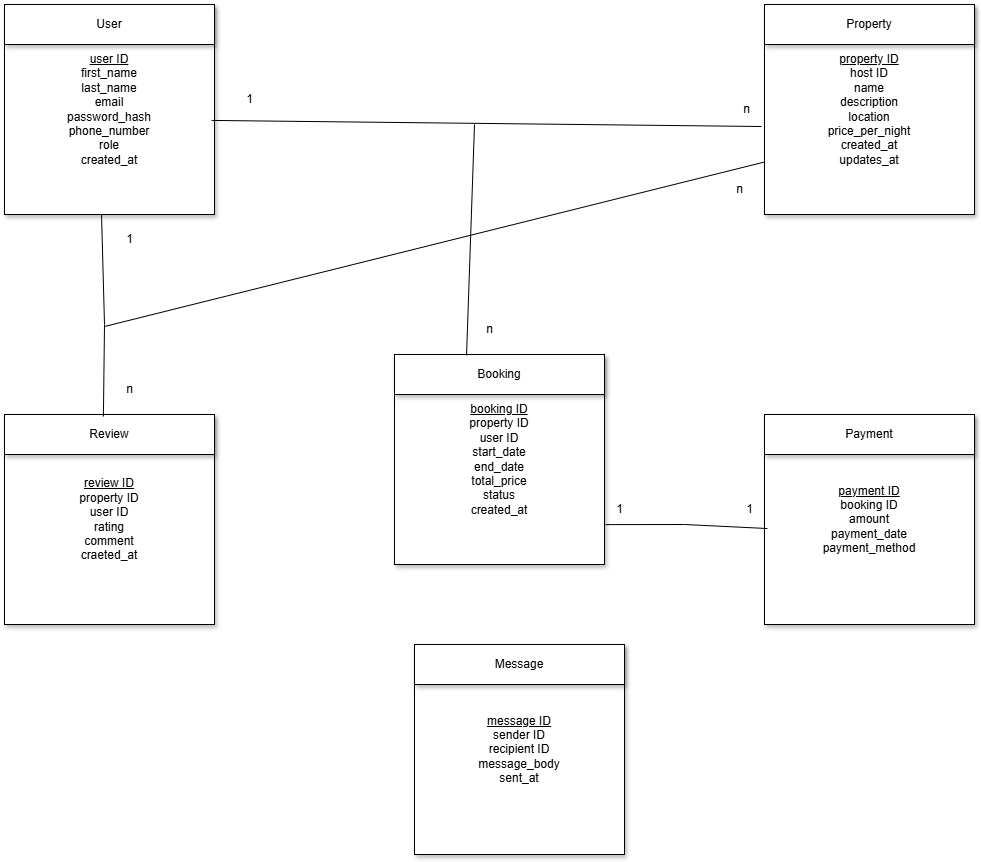 User
user ID
first_name
last_name
email
password_hash
phone_number
role
created_at
Property
property ID
host ID
name
description
location
price_per_night
created_at
updates_at
1
n
n
1
n
n
Review
review ID
property ID
user ID
rating
comment
craeted_at
Booking
booking ID
property ID
user ID
start_date
end_date
total_price
status
created_at
1
1
Payment
payment ID
booking ID
amount
payment_date
payment_method
Message
message ID
sender ID
recipient ID
message_body
sent_at